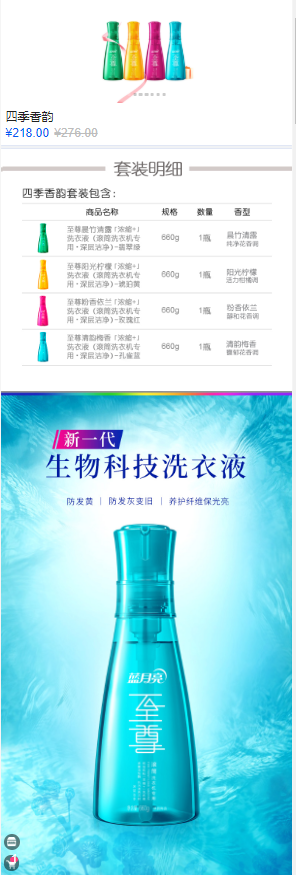 四季香韵
¥218.00 ¥276.00
套装明细
四季香韵套装包含：
商品名称 规格 数量 香型
至尊晨竹清露『浓缩+』
洗衣液（滚筒洗衣机专
用·深层洁净）-翡翠绿
660g 1瓶
晨竹清露
纯净花香调
至尊阳光柠檬『浓缩+』
洗衣液（滚筒洗衣机专
用·深层洁净）-琥珀黄
660g 1瓶
阳光柠檬
活力柑橘调
至尊粉香依兰『浓缩+』
洗衣液（滚筒洗衣机专
用·深层洁净）-玫瑰红
660g 1瓶
粉香依兰
馥和花香调
至尊清韵梅香『浓缩+』
洗衣液（滚筒洗衣机专
用·深层洁净）-孔雀蓝
660g 1瓶
清韵梅香
馥郁花香调
新一代
生物科技洗衣液
防发黄｜防发灰变旧｜养护纤维保光亮
蓝月亮
至尊